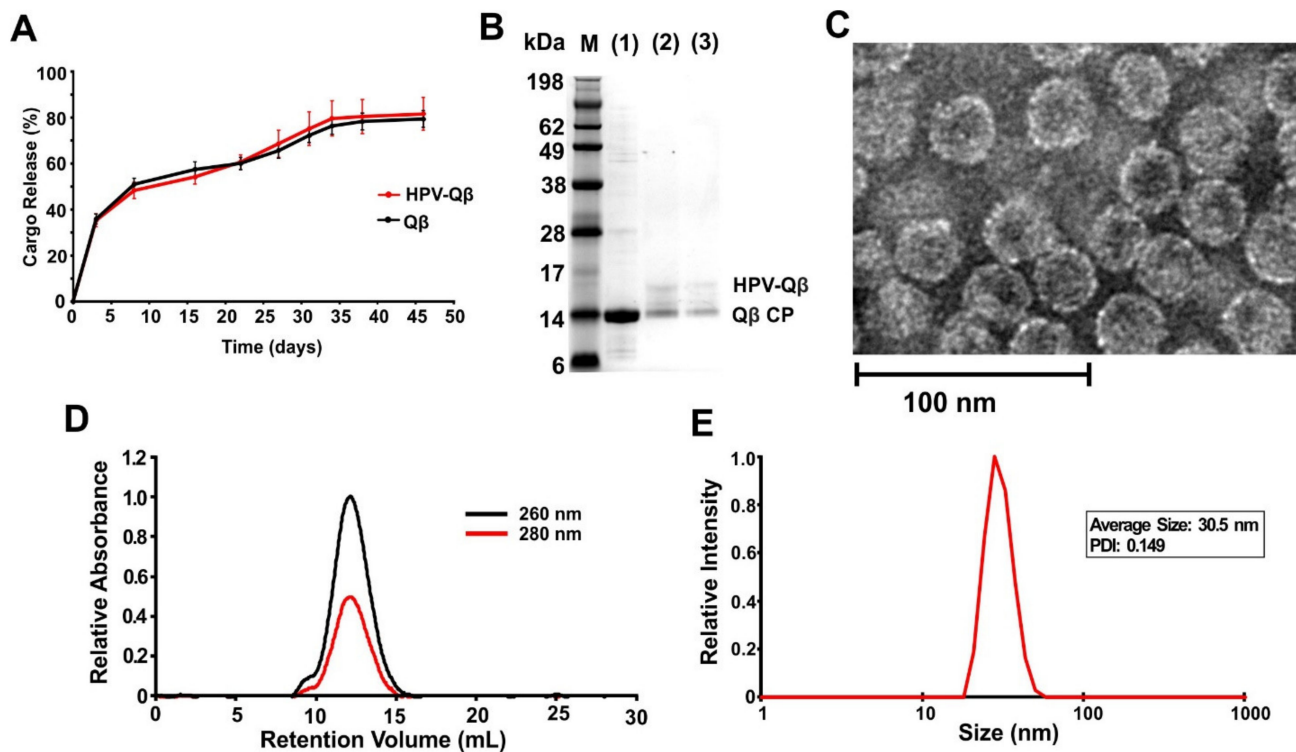 A
100
80
60
40
20
0
Cargo Release (%)
0 5 10 15 20 25 30 35 40 45 50
Time (days)
HPV-Qβ
Qβ
B
kDa M (1) (2) (3)
198
62
49
38
28
17
14
6
HPV-Qβ
Qβ CP
C
100 nm
D
1.2
1.0
0.8
0.6
0.4
0.2
0
Relative Absorbance
0 5 10 15 20 25 30
Retention Volume (mL)
260 nm
280 nm
E
1.0
0.8
0.6
0.4
0.2
0
Relative Intensity
1 10 100 1000
Size (nm)
Average Size: 30.5 nm
PDI: 0.149